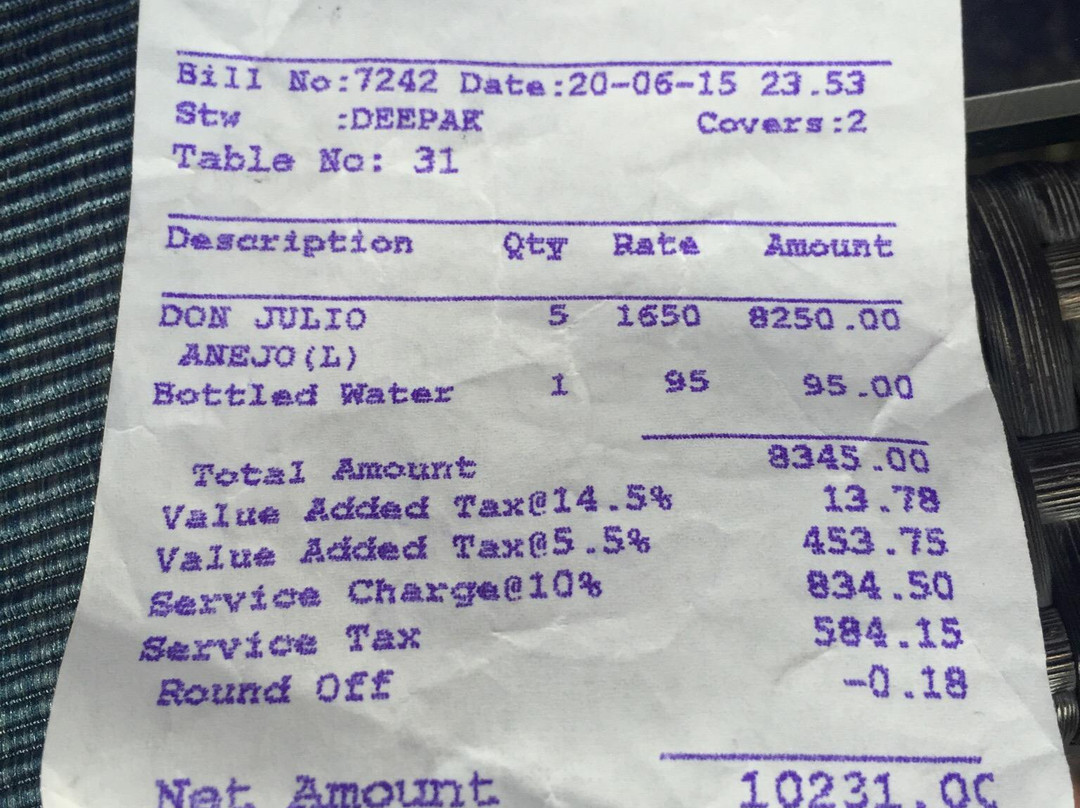 Bill No:7242 Date:20-06-15 23.53
Stw :DEEPAK Covers:2
Table No: 31
Description Qty Rate Amount
DON JULIO 5 1650 8250.00
ANEJO(L)
Bottled Water 1 95 95.00
Total Amount 8345.00
Value Added Tax@14.5% 13.78
Value Added Tax@5.5% 453.75
Service Charge@10% 834.50
Service Tax 584.15
Round Off -0.18
Net Amount 10231.00